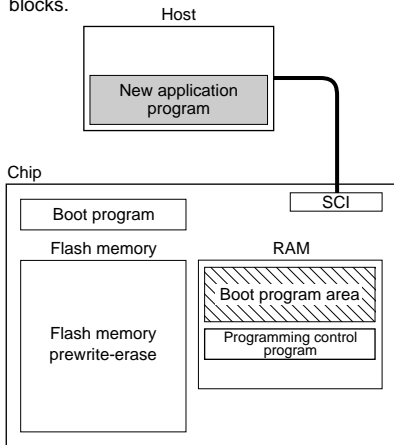 blocks.
Host
New application
program
Chip
SCI
Boot program
Flash memory
RAM
Boot program area
Flash memory
prewrite-erase
Programming control
program